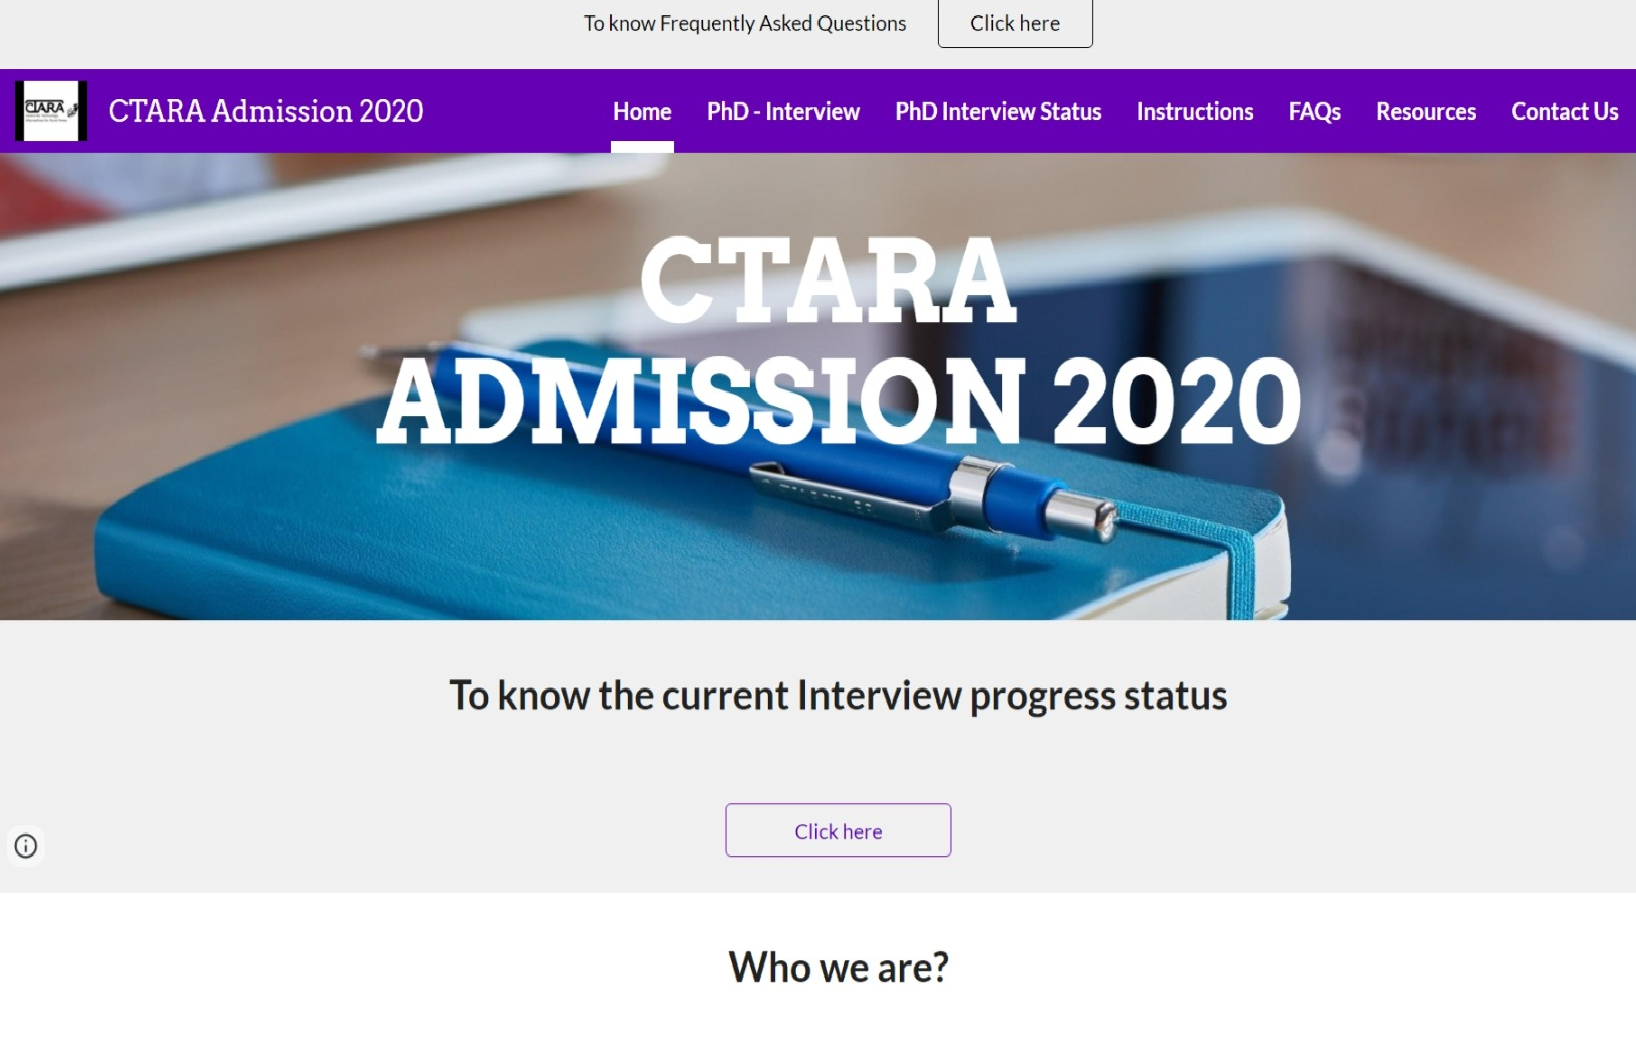 To know Frequently Asked Questions Click here
CTARA
CTARA Admission 2020 Home PhD - Interview PhD Interview Status Instructions FAQs Resources Contact Us
CTARA
ADMISSION 2020
To know the current Interview progress status
Click here
Who we are?